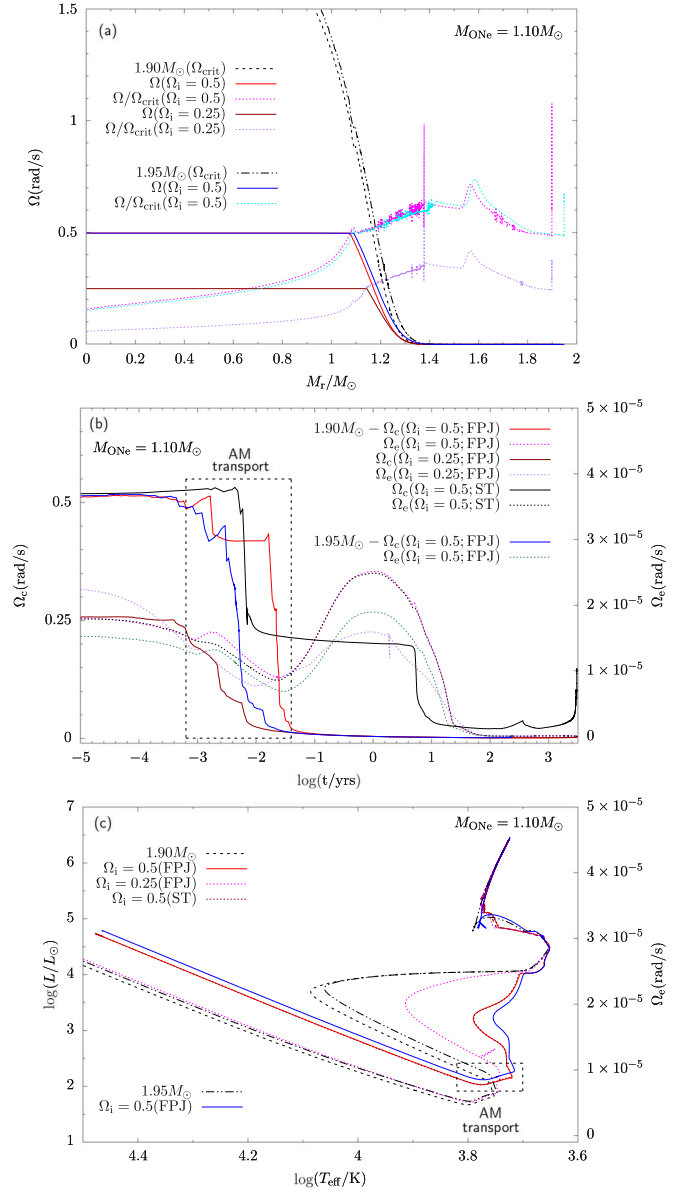 (a)
M_ONe = 1.10M_⊙
1.90M_⊙(Ω_crit)
Ω(Ω_i = 0.5)
Ω/Ω_crit(Ω_i = 0.5)
Ω(Ω_i = 0.25)
Ω/Ω_crit(Ω_i = 0.25)
1.95M_⊙(Ω_crit)
Ω(Ω_i = 0.5)
Ω/Ω_crit(Ω_i = 0.5)
Ω(rad/s)
1.5
1
0.5
0
0 0.2 0.4 0.6 0.8 1 1.2 1.4 1.6 1.8 2
M_r/M_⊙
(b)
M_ONe = 1.10M_⊙
AM
transport
1.90M_⊙ − Ω_c(Ω_i = 0.5; FPJ)
Ω_e(Ω_i = 0.5; FPJ)
Ω_c(Ω_i = 0.25; FPJ)
Ω_e(Ω_i = 0.25; FPJ)
Ω_c(Ω_i = 0.5; ST)
Ω_e(Ω_i = 0.5; ST)
1.95M_⊙ − Ω_c(Ω_i = 0.5; FPJ)
Ω_e(Ω_i = 0.5; FPJ)
Ω_c(rad/s)
0.5
0.25
0
5 × 10^−5
4 × 10^−5
3 × 10^−5
2 × 10^−5
1 × 10^−5
0
Ω_e(rad/s)
−5 −4 −3 −2 −1 0 1 2 3
log(t/yrs)
(c)
M_ONe = 1.10M_⊙
1.90M_⊙
Ω_i = 0.5(FPJ)
Ω_i = 0.25(FPJ)
Ω_i = 0.5(ST)
1.95M_⊙
Ω_i = 0.5(FPJ)
AM
transport
log(L/L_⊙)
7
6
5
4
3
2
1
5 × 10^−5
4 × 10^−5
3 × 10^−5
2 × 10^−5
1 × 10^−5
0
Ω_e(rad/s)
4.4 4.2 4 3.8 3.6
log(T_eff/K)